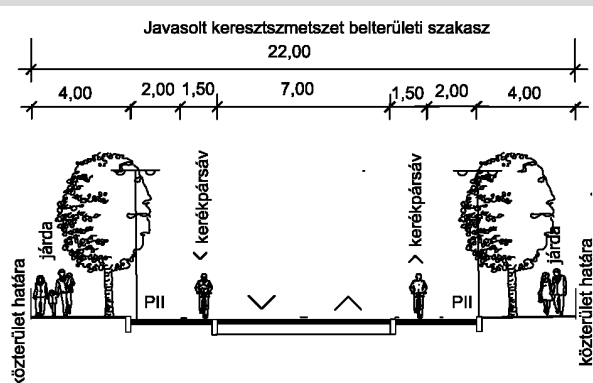 Javasolt keresztszmetszet belterületi szakasz
22,00
4,00 2,00 1,50 7,00 1,50 2,00 4,00
közterület határa
járda
PII
kerékpársáv
kerékpársáv
PII
járda
közterület határa